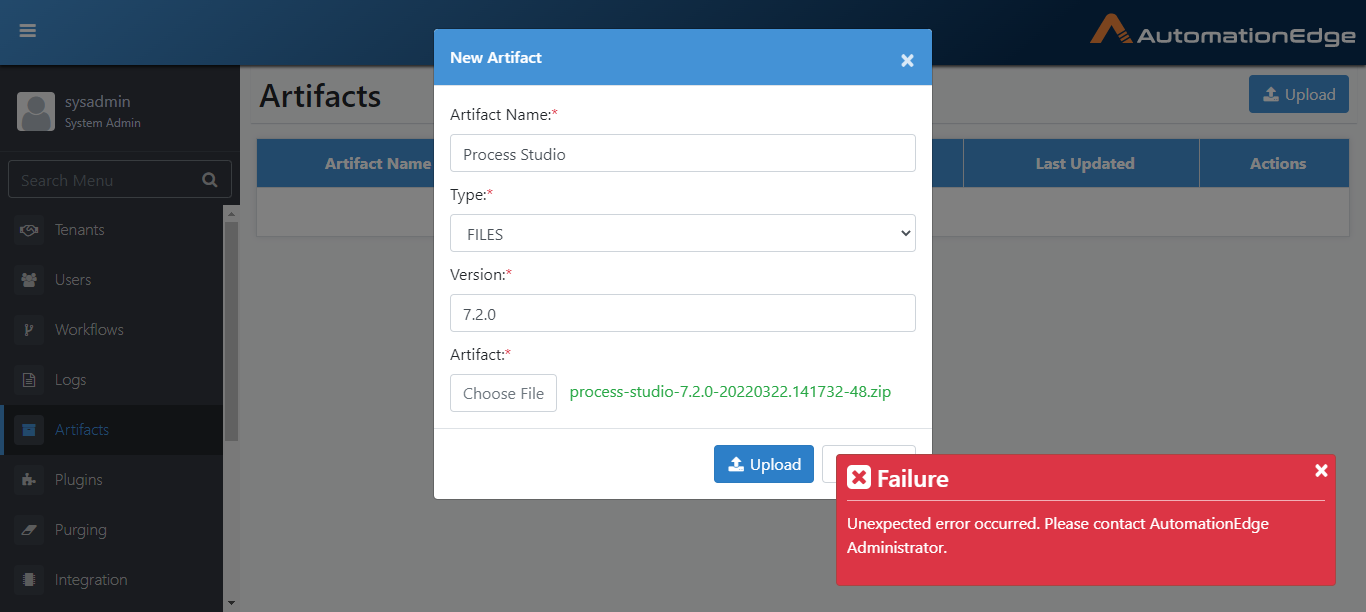 AutomationEdge
sysadmin
System Admin
Search Menu
Tenants
Users
Workflows
Logs
Artifacts
Plugins
Purging
Integration
Artifacts
Upload
Artifact Name
Last Updated
Actions
New Artifact
Artifact Name:*
Process Studio
Type:*
FILES
Version:*
7.2.0
Artifact:*
Choose File process-studio-7.2.0-20220322.141732-48.zip
Upload
Failure
Unexpected error occurred. Please contact AutomationEdge
Administrator.